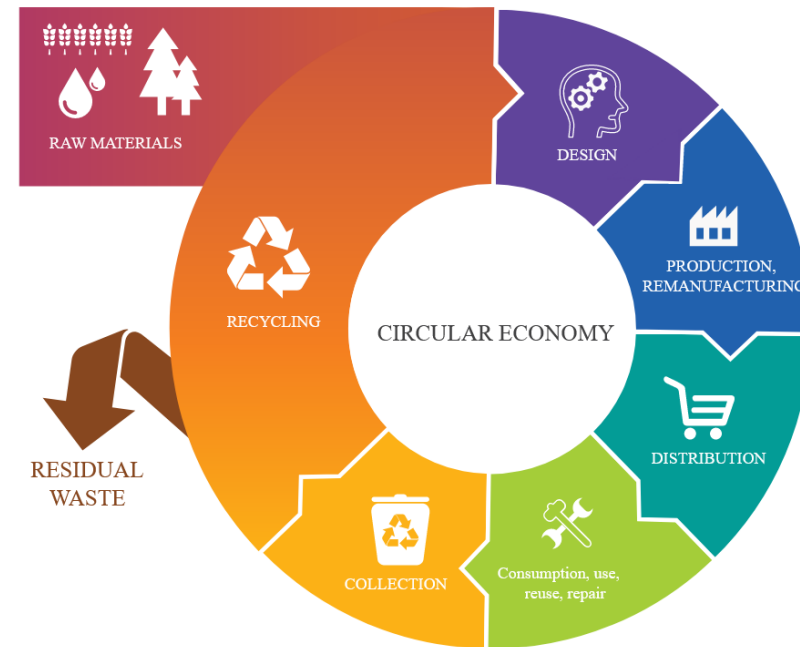 RAW MATERIALS
DESIGN
PRODUCTION,
REMANUFACTURING
RECYCLING
CIRCULAR ECONOMY
DISTRIBUTION
RESIDUAL
WASTE
COLLECTION
Consumption, use,
reuse, repair